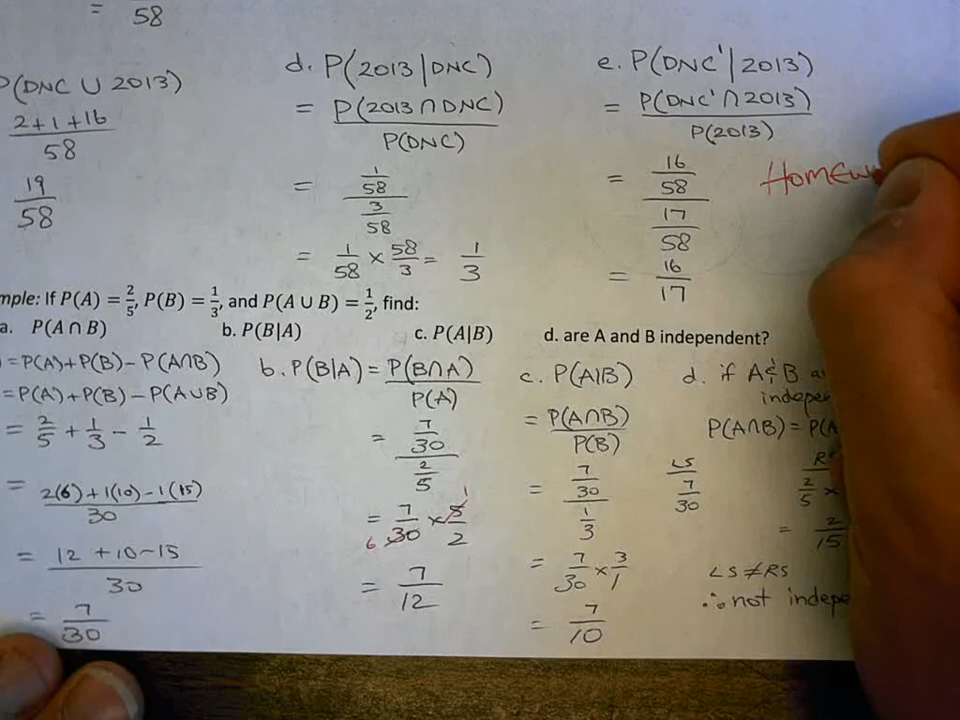 = 58
P(DNC ∪ 2013)
2+1+16
58
19
58
d. P(2013 | DNC)
= P(2013 ∩ DNC)
P(DNC)
= 1/58
3/58
= 1/58 × 58/3 = 1/3
e. P(DNC' | 2013)
= P(DNC' ∩ 2013)
P(2013)
= 16/58
17/58
= 16/17
Homew
mple: If P(A) = 2/5, P(B) = 1/3, and P(A ∪ B) = 1/2, find:
a. P(A ∩ B) b. P(B|A) c. P(A|B) d. are A and B independent?
) = P(A) + P(B) – P(A∩B)
= P(A) + P(B) – P(A∪B)
= 2/5 + 1/3 – 1/2
= 2(6) + 1(10) – 1(15)
30
= 12 + 10 – 15
30
= 7/30
b. P(B|A) = P(B∩A)
P(A)
= 7/30
2/5
= 7/30 × 5/2
6 1
= 7/12
c. P(A|B)
= P(A∩B)
P(B)
= 7/30
1/3
= 7/30 × 3/1
= 7/10
d. if A & B a
indepen
P(A∩B) = P(A
LS
7/30
RS
2/5 ×
= 2/15
LS ≠ RS
∴ not indepe